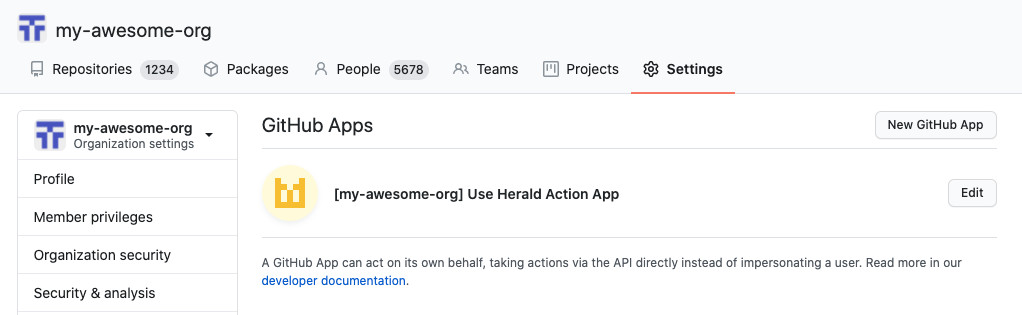 my-awesome-org
Repositories 1234 Packages People 5678 Teams Projects Settings
my-awesome-org
Organization settings
Profile
Member privileges
Organization security
Security & analysis
GitHub Apps
New GitHub App
[my-awesome-org] Use Herald Action App
Edit
A GitHub App can act on its own behalf, taking actions via the API directly instead of impersonating a user. Read more in our
developer documentation.